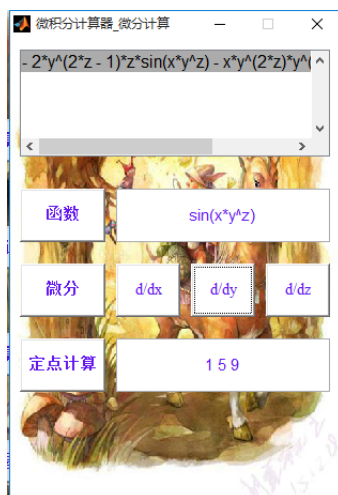 微积分计算器_微分计算
- 2*y^(2*z - 1)*z*sin(x*y^z) - x*y^(2*z)*y^(
函数
sin(x*y^z)
微分 d/dx d/dy d/dz
定点计算
1 5 9